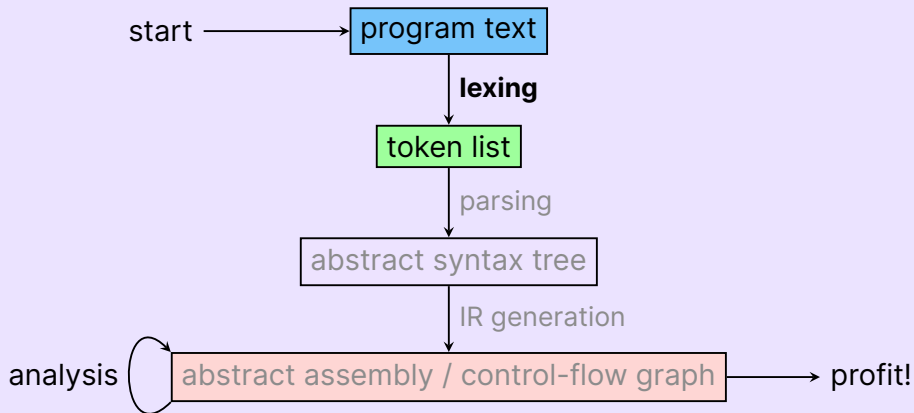 start
program text
lexing
token list
parsing
abstract syntax tree
IR generation
analysis
abstract assembly / control-flow graph
profit!